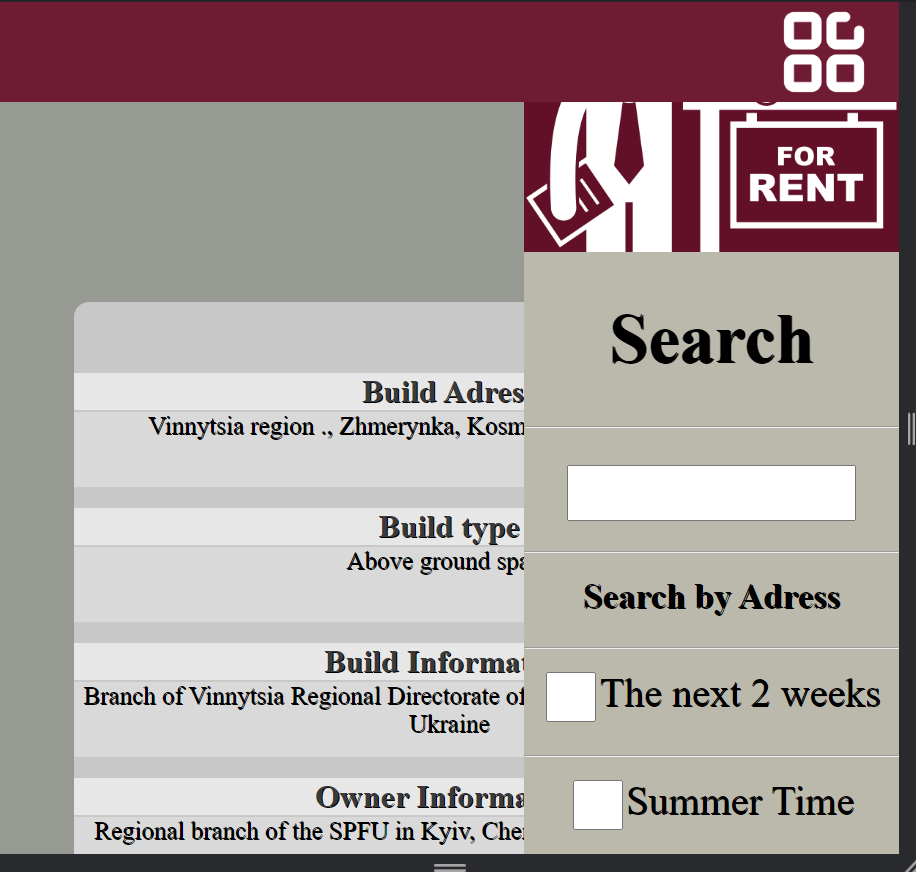 FOR
RENT
Search
Build Adres
Vinnytsia region ., Zhmerynka, Kosm
Build type
Above ground spa
Search by Adress
Build Informat
Branch of Vinnytsia Regional Directorate of
Ukraine
The next 2 weeks
Owner Informa
Regional branch of the SPFU in Kyiv, Cher
Summer Time